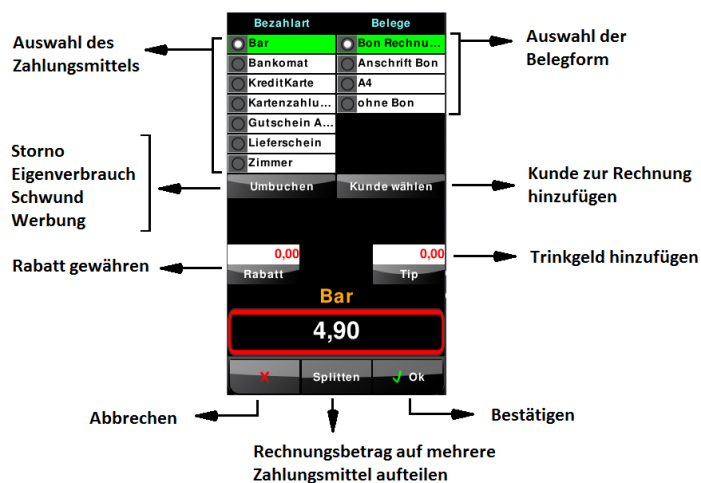 Bezahlart
Belege
Auswahl des
Zahlungsmittels
Bar
Bankomat
KreditKarte
Kartenzahlu...
Gutschein A...
Lieferschein
Zimmer
Bon Rechnu...
Anschrift Bon
A4
ohne Bon
Auswahl der
Belegform
Storno
Eigenverbrauch
Schwund
Werbung
Umbuchen
Kunde wählen
Kunde zur Rechnung
hinzufügen
Rabatt gewähren
0,00
Rabatt
0,00
Tip
Trinkgeld hinzufügen
Bar
4,90
Splitten
Ok
Abbrechen
Bestätigen
Rechnungsbetrag auf mehrere
Zahlungsmittel aufteilen